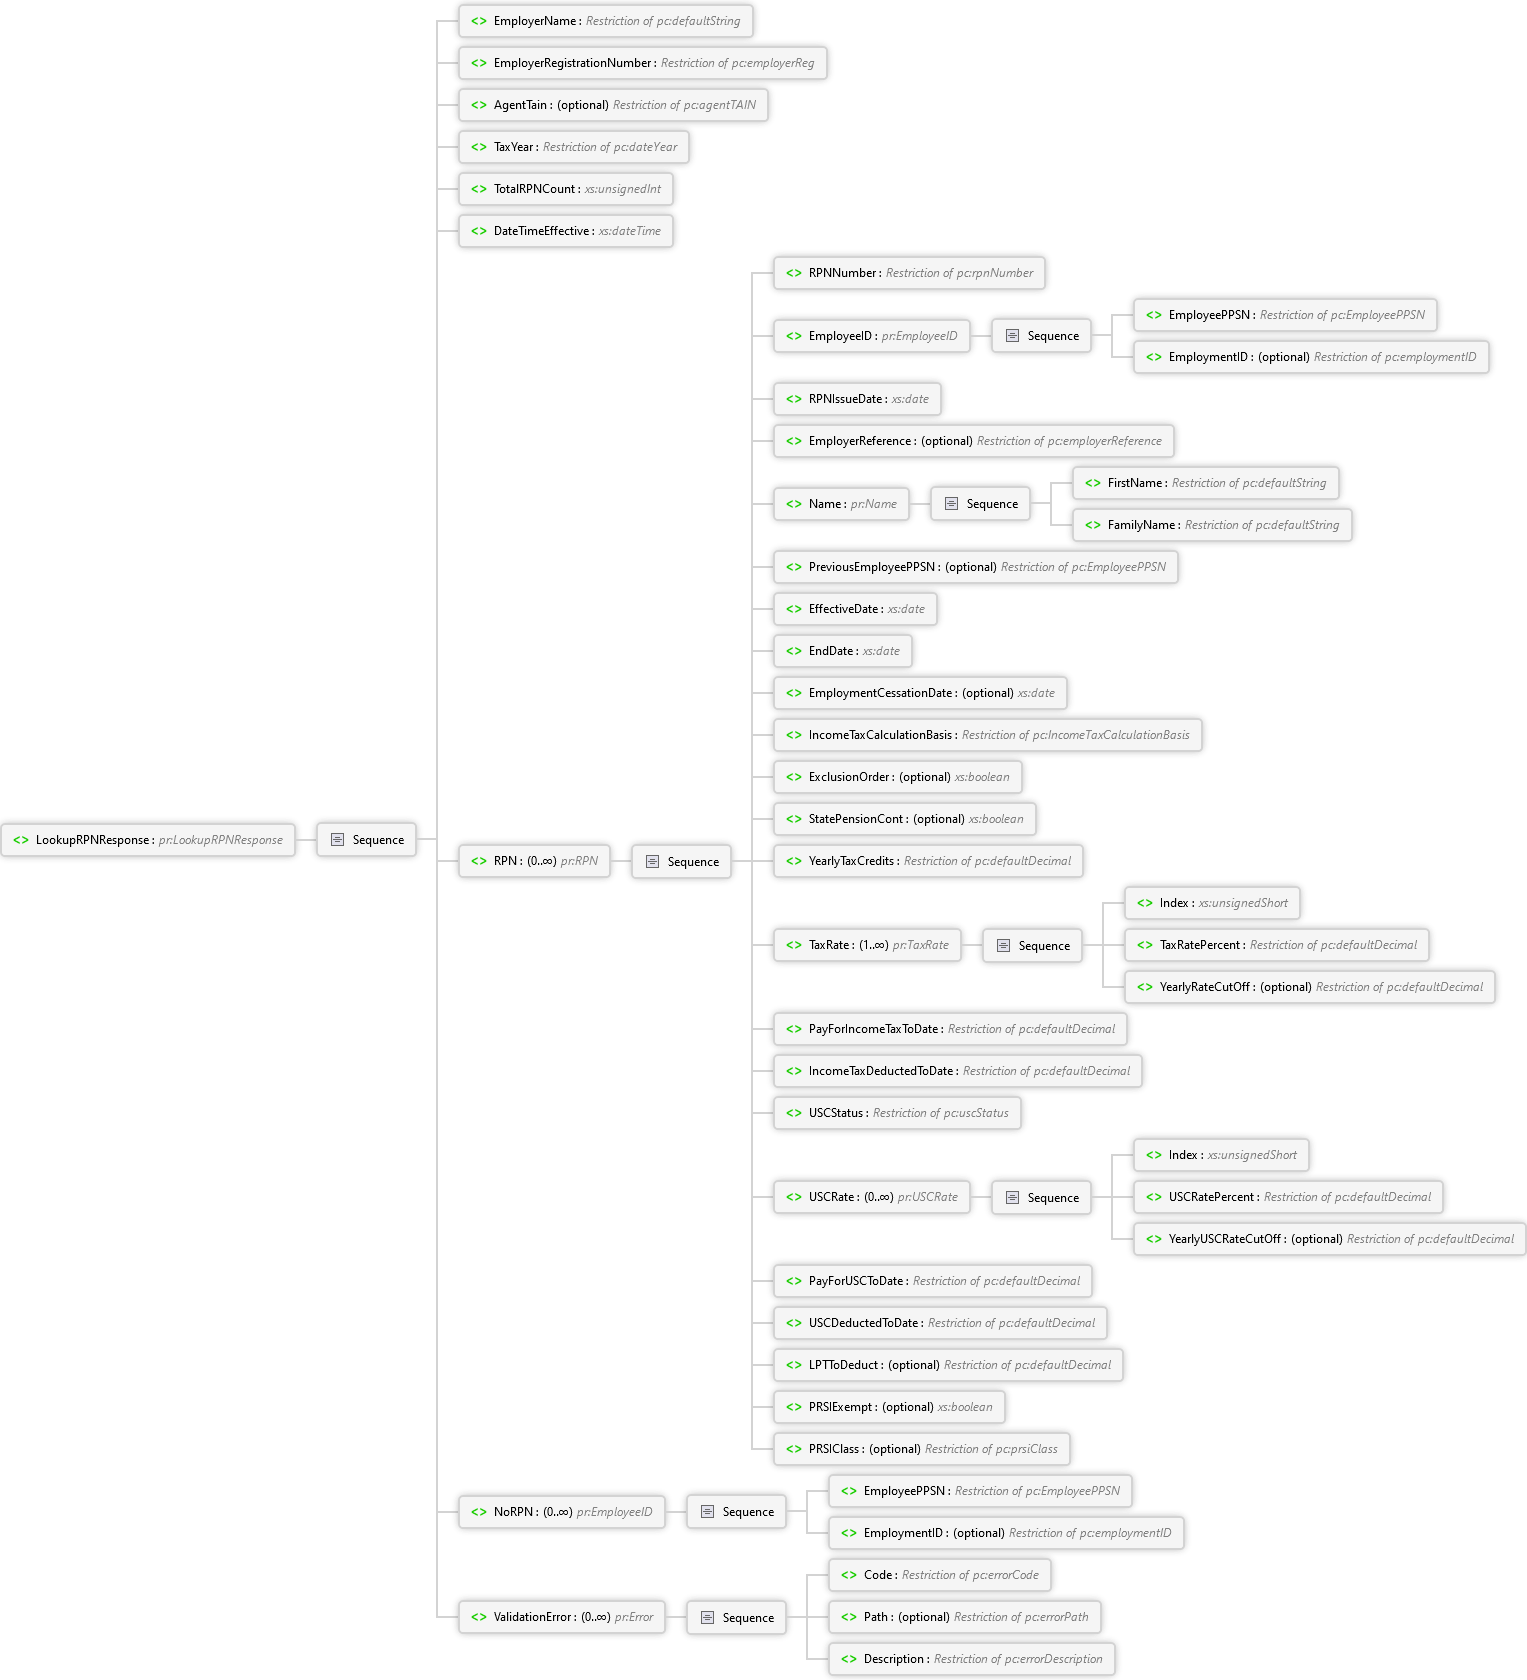 <> EmployerName : Restriction of pc:defaultString
<> EmployerRegistrationNumber : Restriction of pc:employerReg
<> AgentTain : (optional) Restriction of pc:agentTAIN
<> TaxYear : Restriction of pc:dateYear
<> TotalRPNCount : xs:unsignedInt
<> DateTimeEffective : xs:dateTime
<> RPNNumber : Restriction of pc:rpnNumber
<> EmployeePPSN : Restriction of pc:EmployeePPSN
<> EmployeeID : pr:EmployeeID Sequence
<> EmploymentID : (optional) Restriction of pc:employmentID
<> RPNIssueDate : xs:date
<> EmployerReference : (optional) Restriction of pc:employerReference
<> FirstName : Restriction of pc:defaultString
<> Name : pr:Name Sequence
<> FamilyName : Restriction of pc:defaultString
<> PreviousEmployeePPSN : (optional) Restriction of pc:EmployeePPSN
<> EffectiveDate : xs:date
<> EndDate : xs:date
<> EmploymentCessationDate : (optional) xs:date
<> IncomeTaxCalculationBasis : Restriction of pc:IncomeTaxCalculationBasis
<> ExclusionOrder : (optional) xs:boolean
<> StatePensionCont : (optional) xs:boolean
<> LookupRPNResponse : pr:LookupRPNResponse Sequence
<> RPN : (0..∞) pr:RPN Sequence
<> YearlyTaxCredits : Restriction of pc:defaultDecimal
<> Index : xs:unsignedShort
<> TaxRate : (1..∞) pr:TaxRate Sequence
<> TaxRatePercent : Restriction of pc:defaultDecimal
<> YearlyRateCutOff : (optional) Restriction of pc:defaultDecimal
<> PayForIncomeTaxToDate : Restriction of pc:defaultDecimal
<> IncomeTaxDeductedToDate : Restriction of pc:defaultDecimal
<> USCStatus : Restriction of pc:uscStatus
<> Index : xs:unsignedShort
<> USCRate : (0..∞) pr:USCRate Sequence
<> USCRatePercent : Restriction of pc:defaultDecimal
<> YearlyUSCRateCutOff : (optional) Restriction of pc:defaultDecimal
<> PayForUSCToDate : Restriction of pc:defaultDecimal
<> USCDeductedToDate : Restriction of pc:defaultDecimal
<> LPTToDeduct : (optional) Restriction of pc:defaultDecimal
<> PRSIExempt : (optional) xs:boolean
<> PRSIClass : (optional) Restriction of pc:prsiClass
<> EmployeePPSN : Restriction of pc:EmployeePPSN
<> NoRPN : (0..∞) pr:EmployeeID Sequence
<> EmploymentID : (optional) Restriction of pc:employmentID
<> Code : Restriction of pc:errorCode
<> ValidationError : (0..∞) pr:Error Sequence
<> Path : (optional) Restriction of pc:errorPath
<> Description : Restriction of pc:errorDescription